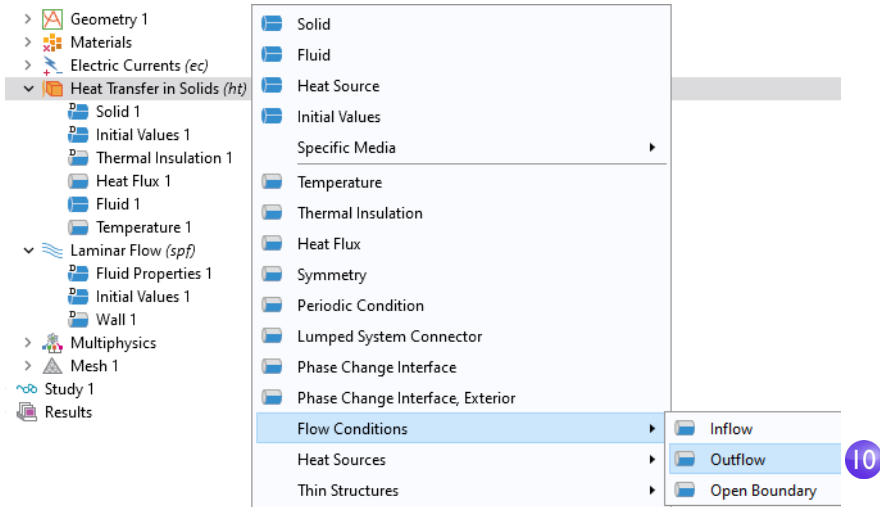 Geometry 1
Materials
Electric Currents (ec)
Heat Transfer in Solids (ht)
Solid 1
Initial Values 1
Thermal Insulation 1
Heat Flux 1
Fluid 1
Temperature 1
Laminar Flow (spf)
Fluid Properties 1
Initial Values 1
Wall 1
Multiphysics
Mesh 1
Study 1
Results
Solid
Fluid
Heat Source
Initial Values
Specific Media
Temperature
Thermal Insulation
Heat Flux
Symmetry
Periodic Condition
Lumped System Connector
Phase Change Interface
Phase Change Interface, Exterior
Flow Conditions
Heat Sources
Thin Structures
Inflow
Outflow
Open Boundary
10